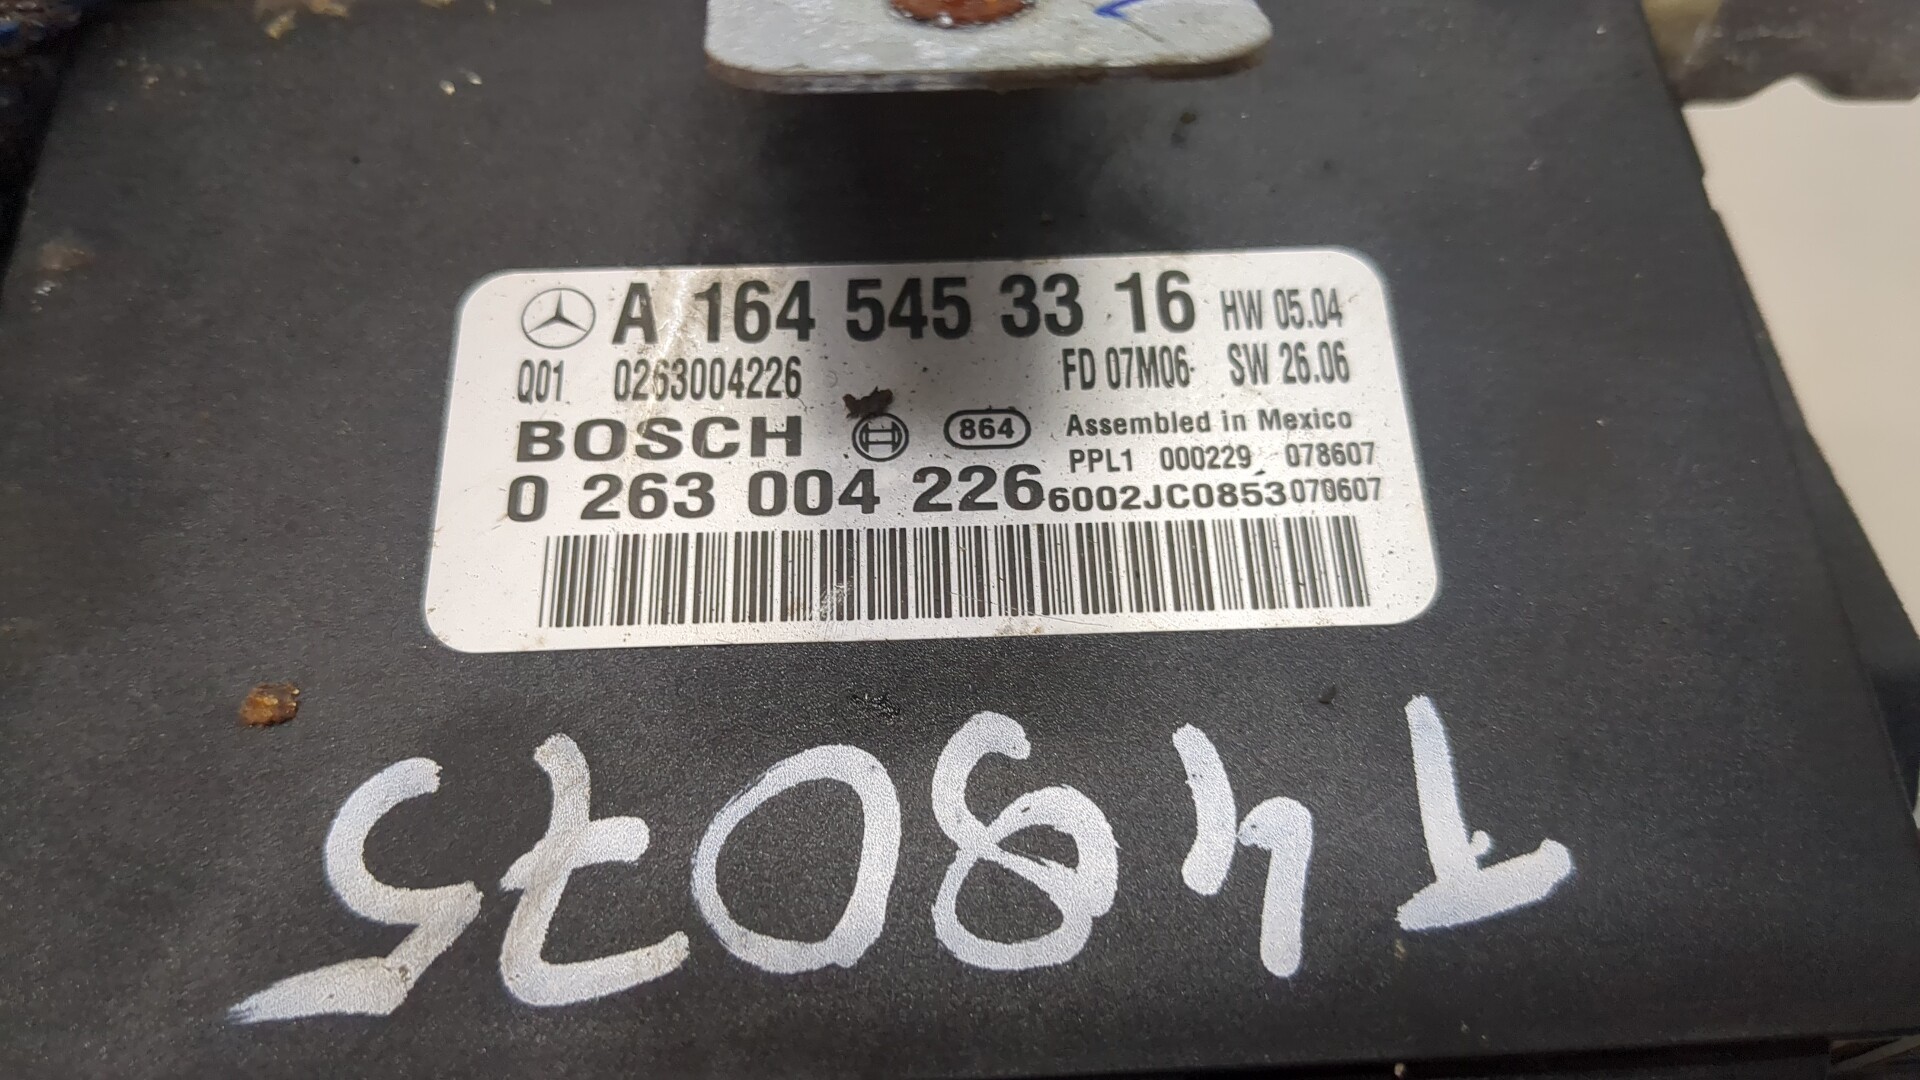 A 164 545 33 16 HW 05.04
Q01 0263004226 FD 07M06 SW 26.06
BOSCH 864 Assembled in Mexico
PPL1 000229 078607
0 263 004 226 6002JC0853070607
T48075